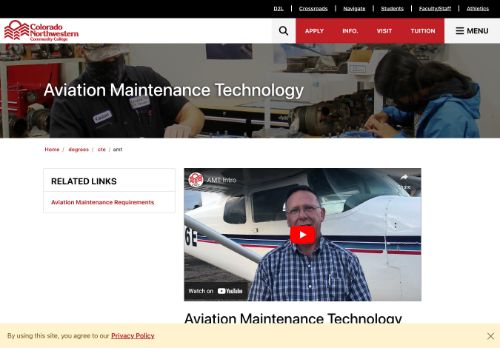 D2L Crossroads Navigate Students Faculty/Staff Athletics
Colorado
Northwestern
Community College
APPLY INFO. VISIT TUITION MENU
Aviation Maintenance Technology
Home / degrees / cte / amt
RELATED LINKS
Aviation Maintenance Requirements
AMT Intro
Share
6E
Watch on YouTube
Aviation Maintenance Technology
By using this site, you agree to our Privacy Policy